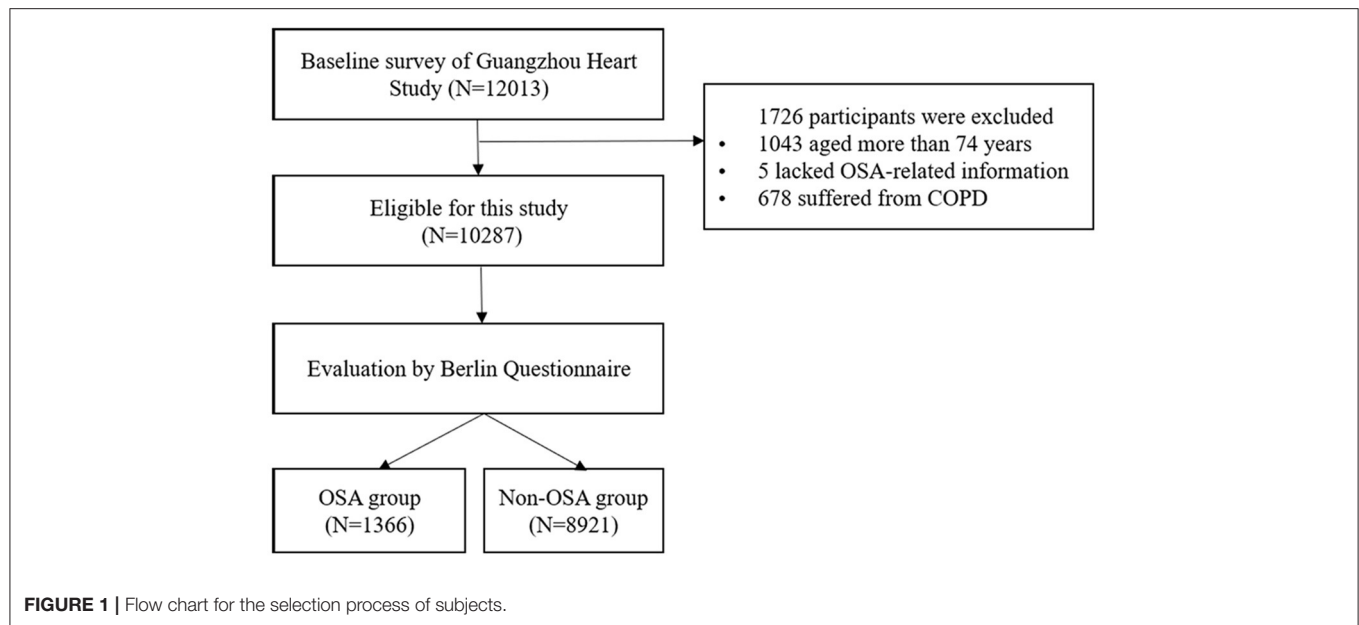 Baseline survey of Guangzhou Heart
Study (N=12013)
1726 participants were excluded
• 1043 aged more than 74 years
• 5 lacked OSA-related information
• 678 suffered from COPD
Eligible for this study
(N=10287)
Evaluation by Berlin Questionnaire
OSA group
(N=1366)
Non-OSA group
(N=8921)
FIGURE 1 | Flow chart for the selection process of subjects.